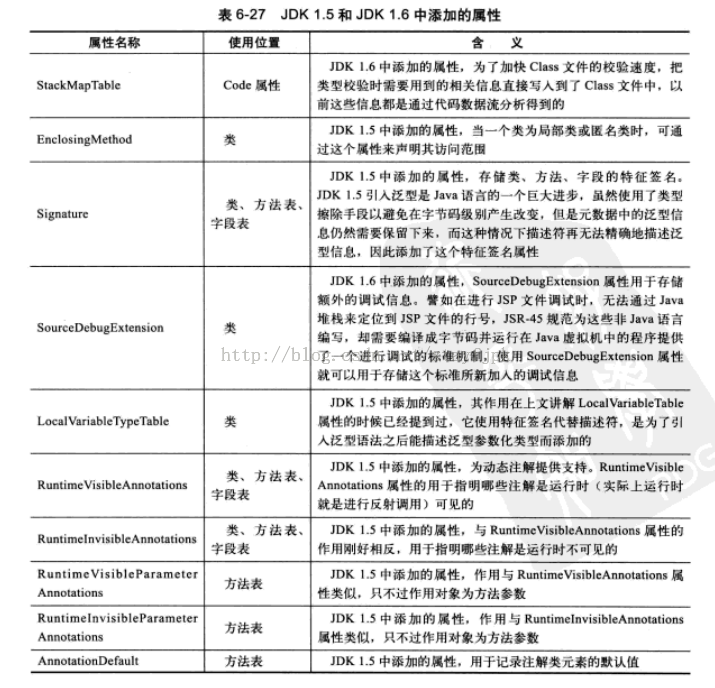 表 6-27 JDK 1.5 和 JDK 1.6 中添加的属性
属性名称 使用位置 含 义
StackMapTable Code 属性
JDK 1.6 中添加的属性，为了加快 Class 文件的校验速度，把
类型校验时需要用到的相关信息直接写入到了 Class 文件中，以
前这些信息都是通过代码数据流分析得到的
EnclosingMethod 类
JDK 1.5 中添加的属性，当一个类为局部类或匿名类时，可通
过这个属性来声明其访问范围
Signature
类、方法表、
字段表
JDK 1.5 中添加的属性，存储类、方法、字段的特征签名。
JDK 1.5 引入泛型是 Java 语言的一个巨大进步，虽然使用了类型
擦除手段以避免在字节码级别产生改变，但是元数据中的泛型信
息仍然需要保留下来，而这种情况下描述符再无法精确地描述泛
型信息，因此添加了这个特征签名属性
SourceDebugExtension 类
JDK 1.6 中添加的属性，SourceDebugExtension 属性用于存储
额外的调试信息。譬如在进行 JSP 文件调试时，无法通过 Java
堆栈来定位到 JSP 文件的行号，JSR-45 规范为这些非 Java 语言
编写，却需要编译成字节码并运行在 Java 虚拟机中的程序提供
了一个进行调试的标准机制，使用 SourceDebugExtension 属性
就可以用于存储这个标准所新加入的调试信息
LocalVariableTypeTable 类
JDK 1.5 中添加的属性，其作用在上文讲解 LocalVariableTable
属性的时候已经提到过，它使用特征签名代替描述符，是为了引
入泛型语法之后能描述泛型参数化类型而添加的
RuntimeVisibleAnnotations
类、方法表、
字段表
JDK 1.5 中添加的属性，为动态注解提供支持。RuntimeVisible
Annotations 属性的用于指明哪些注解是运行时（实际上运行时
就是进行反射调用）可见的
RuntimeInvisibleAnnotations
类、方法表、
字段表
JDK 1.5 中添加的属性，与 RuntimeVisibleAnnotations 属性的
作用刚好相反，用于指明哪些注解是运行时不可见的
RuntimeVisibleParameter
Annotations
方法表
JDK 1.5 中添加的属性，作用与 RuntimeVisibleAnnotations 属
性类似，只不过作用对象为方法参数
RuntimeInvisibleParameter
Annotations
方法表
JDK 1.5 中添加的属性，作用与 RuntimeInvisibleAnnotations
属性类似，只不过作用对象为方法参数
AnnotationDefault 方法表
JDK 1.5 中添加的属性，用于记录注解类元素的默认值